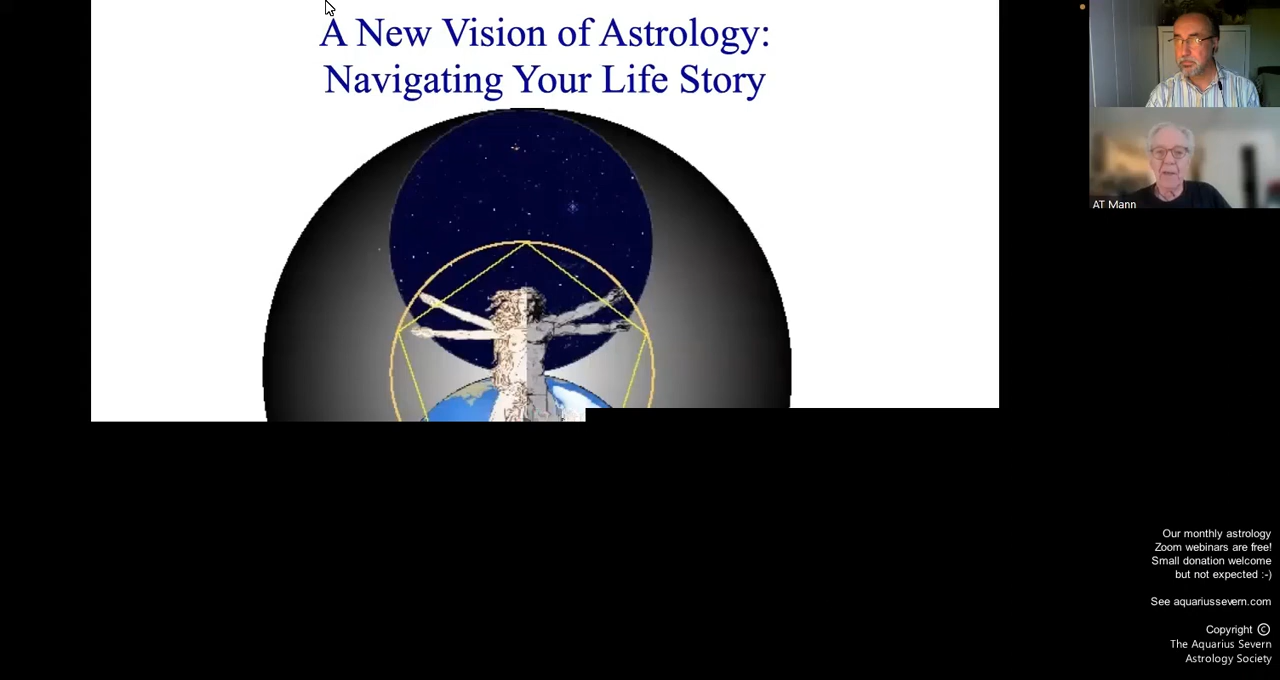 A New Vision of Astrology:
Navigating Your Life Story
AT Mann
Our monthly astrology
Zoom webinars are free!
Small donation welcome
but not expected :-)
See aquariussevern.com
Copyright ©
The Aquarius Severn
Astrology Society